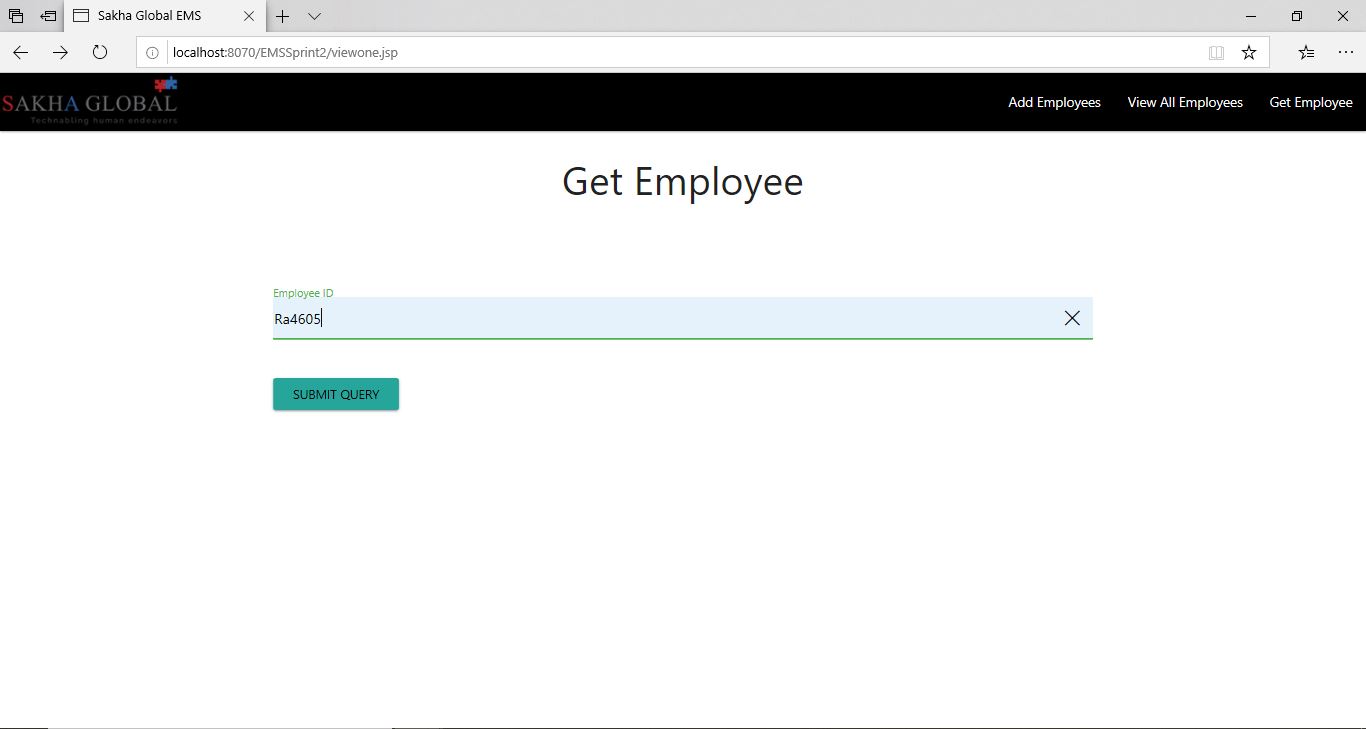 Sakha Global EMS
localhost:8070/EMSSprint2/viewone.jsp
SAKHA GLOBAL
Technabling human endeavors
Add Employees
View All Employees
Get Employee
Get Employee
Employee ID
Ra4605
SUBMIT QUERY